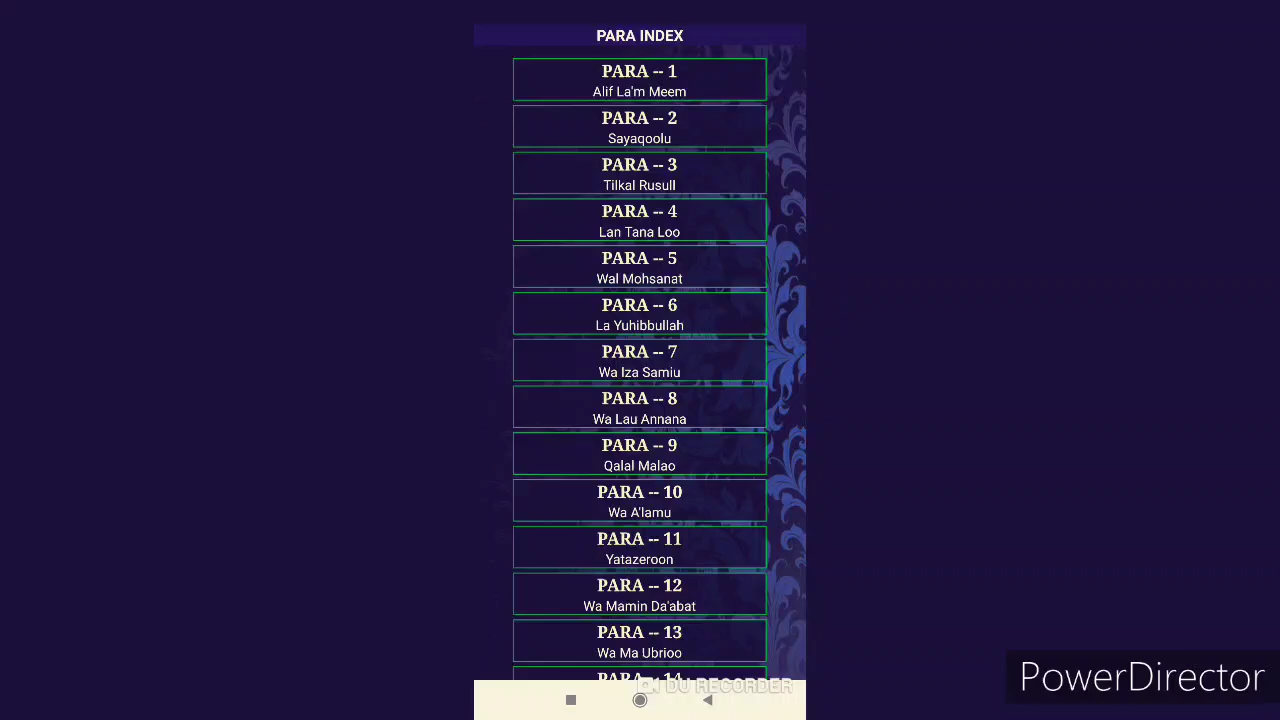 PARA INDEX
PARA -- 1
Alif La'm Meem
PARA -- 2
Sayaqoolu
PARA -- 3
Tilkal Rusull
PARA -- 4
Lan Tana Loo
PARA -- 5
Wal Mohsanat
PARA -- 6
La Yuhibbullah
PARA -- 7
Wa Iza Samiu
PARA -- 8
Wa Lau Annana
PARA -- 9
Qalal Malao
PARA -- 10
Wa A'lamu
PARA -- 11
Yatazeroon
PARA -- 12
Wa Mamin Da'abat
PARA -- 13
Wa Ma Ubrioo
PARA -- 14
DU RECORDER
PowerDirector